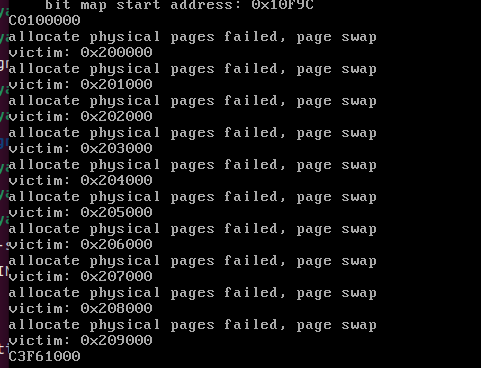 bit map start address: 0x10F9C
C0100000
allocate physical pages failed, page swap
victim: 0x200000
allocate physical pages failed, page swap
victim: 0x201000
allocate physical pages failed, page swap
victim: 0x202000
allocate physical pages failed, page swap
victim: 0x203000
allocate physical pages failed, page swap
victim: 0x204000
allocate physical pages failed, page swap
victim: 0x205000
allocate physical pages failed, page swap
victim: 0x206000
allocate physical pages failed, page swap
victim: 0x207000
allocate physical pages failed, page swap
victim: 0x208000
allocate physical pages failed, page swap
victim: 0x209000
C3F61000